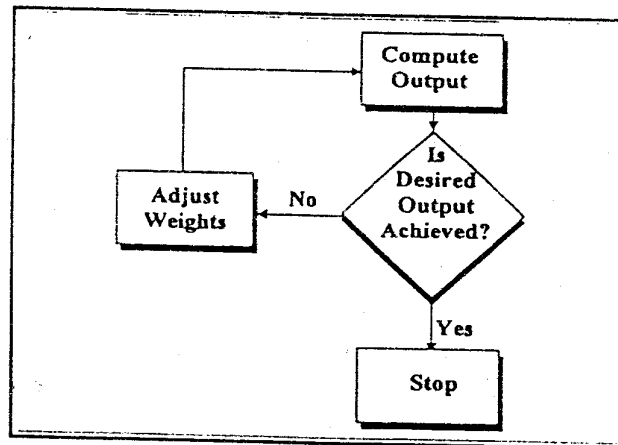 Compute
Output
Is
Desired
Output
Achieved?
No
Adjust
Weights
Yes
Stop